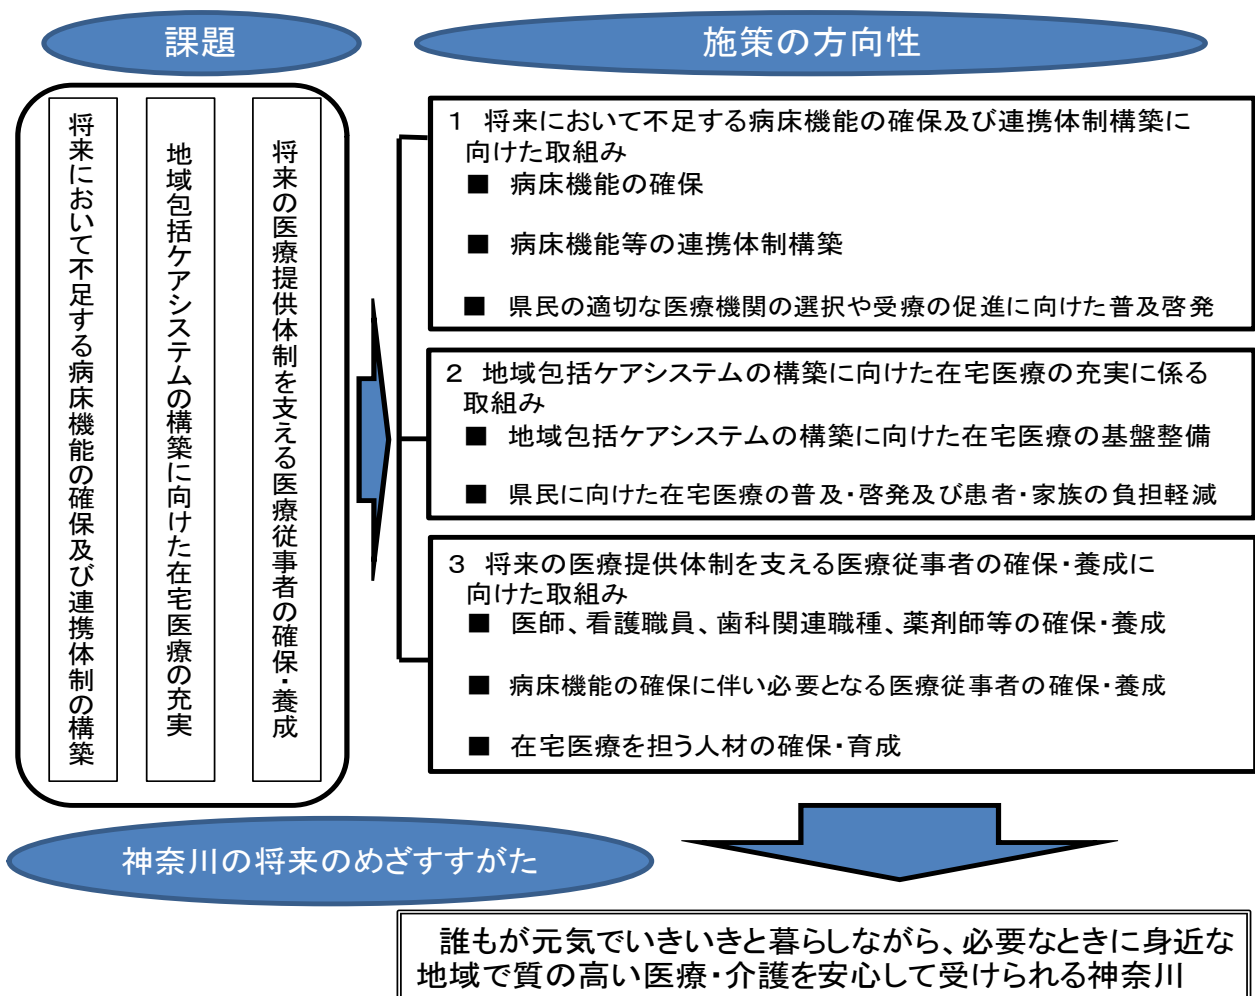 課題
施策の方向性
将来において不足する病床機能の確保及び連携体制の構築
地域包括ケアシステムの構築に向けた在宅医療の充実
将来の医療提供体制を支える医療従事者の確保・養成
1 将来において不足する病床機能の確保及び連携体制構築に
向けた取組み
■ 病床機能の確保
■ 病床機能等の連携体制構築
■ 県民の適切な医療機関の選択や受療の促進に向けた普及啓発
2 地域包括ケアシステムの構築に向けた在宅医療の充実に係る
取組み
■ 地域包括ケアシステムの構築に向けた在宅医療の基盤整備
■ 県民に向けた在宅医療の普及・啓発及び患者・家族の負担軽減
3 将来の医療提供体制を支える医療従事者の確保・養成に
向けた取組み
■ 医師、看護職員、歯科関連職種、薬剤師等の確保・養成
■ 病床機能の確保に伴い必要となる医療従事者の確保・養成
■ 在宅医療を担う人材の確保・育成
神奈川の将来のめざすすがた
誰もが元気でいきいきと暮らしながら、必要なときに身近な
地域で質の高い医療・介護を安心して受けられる神奈川